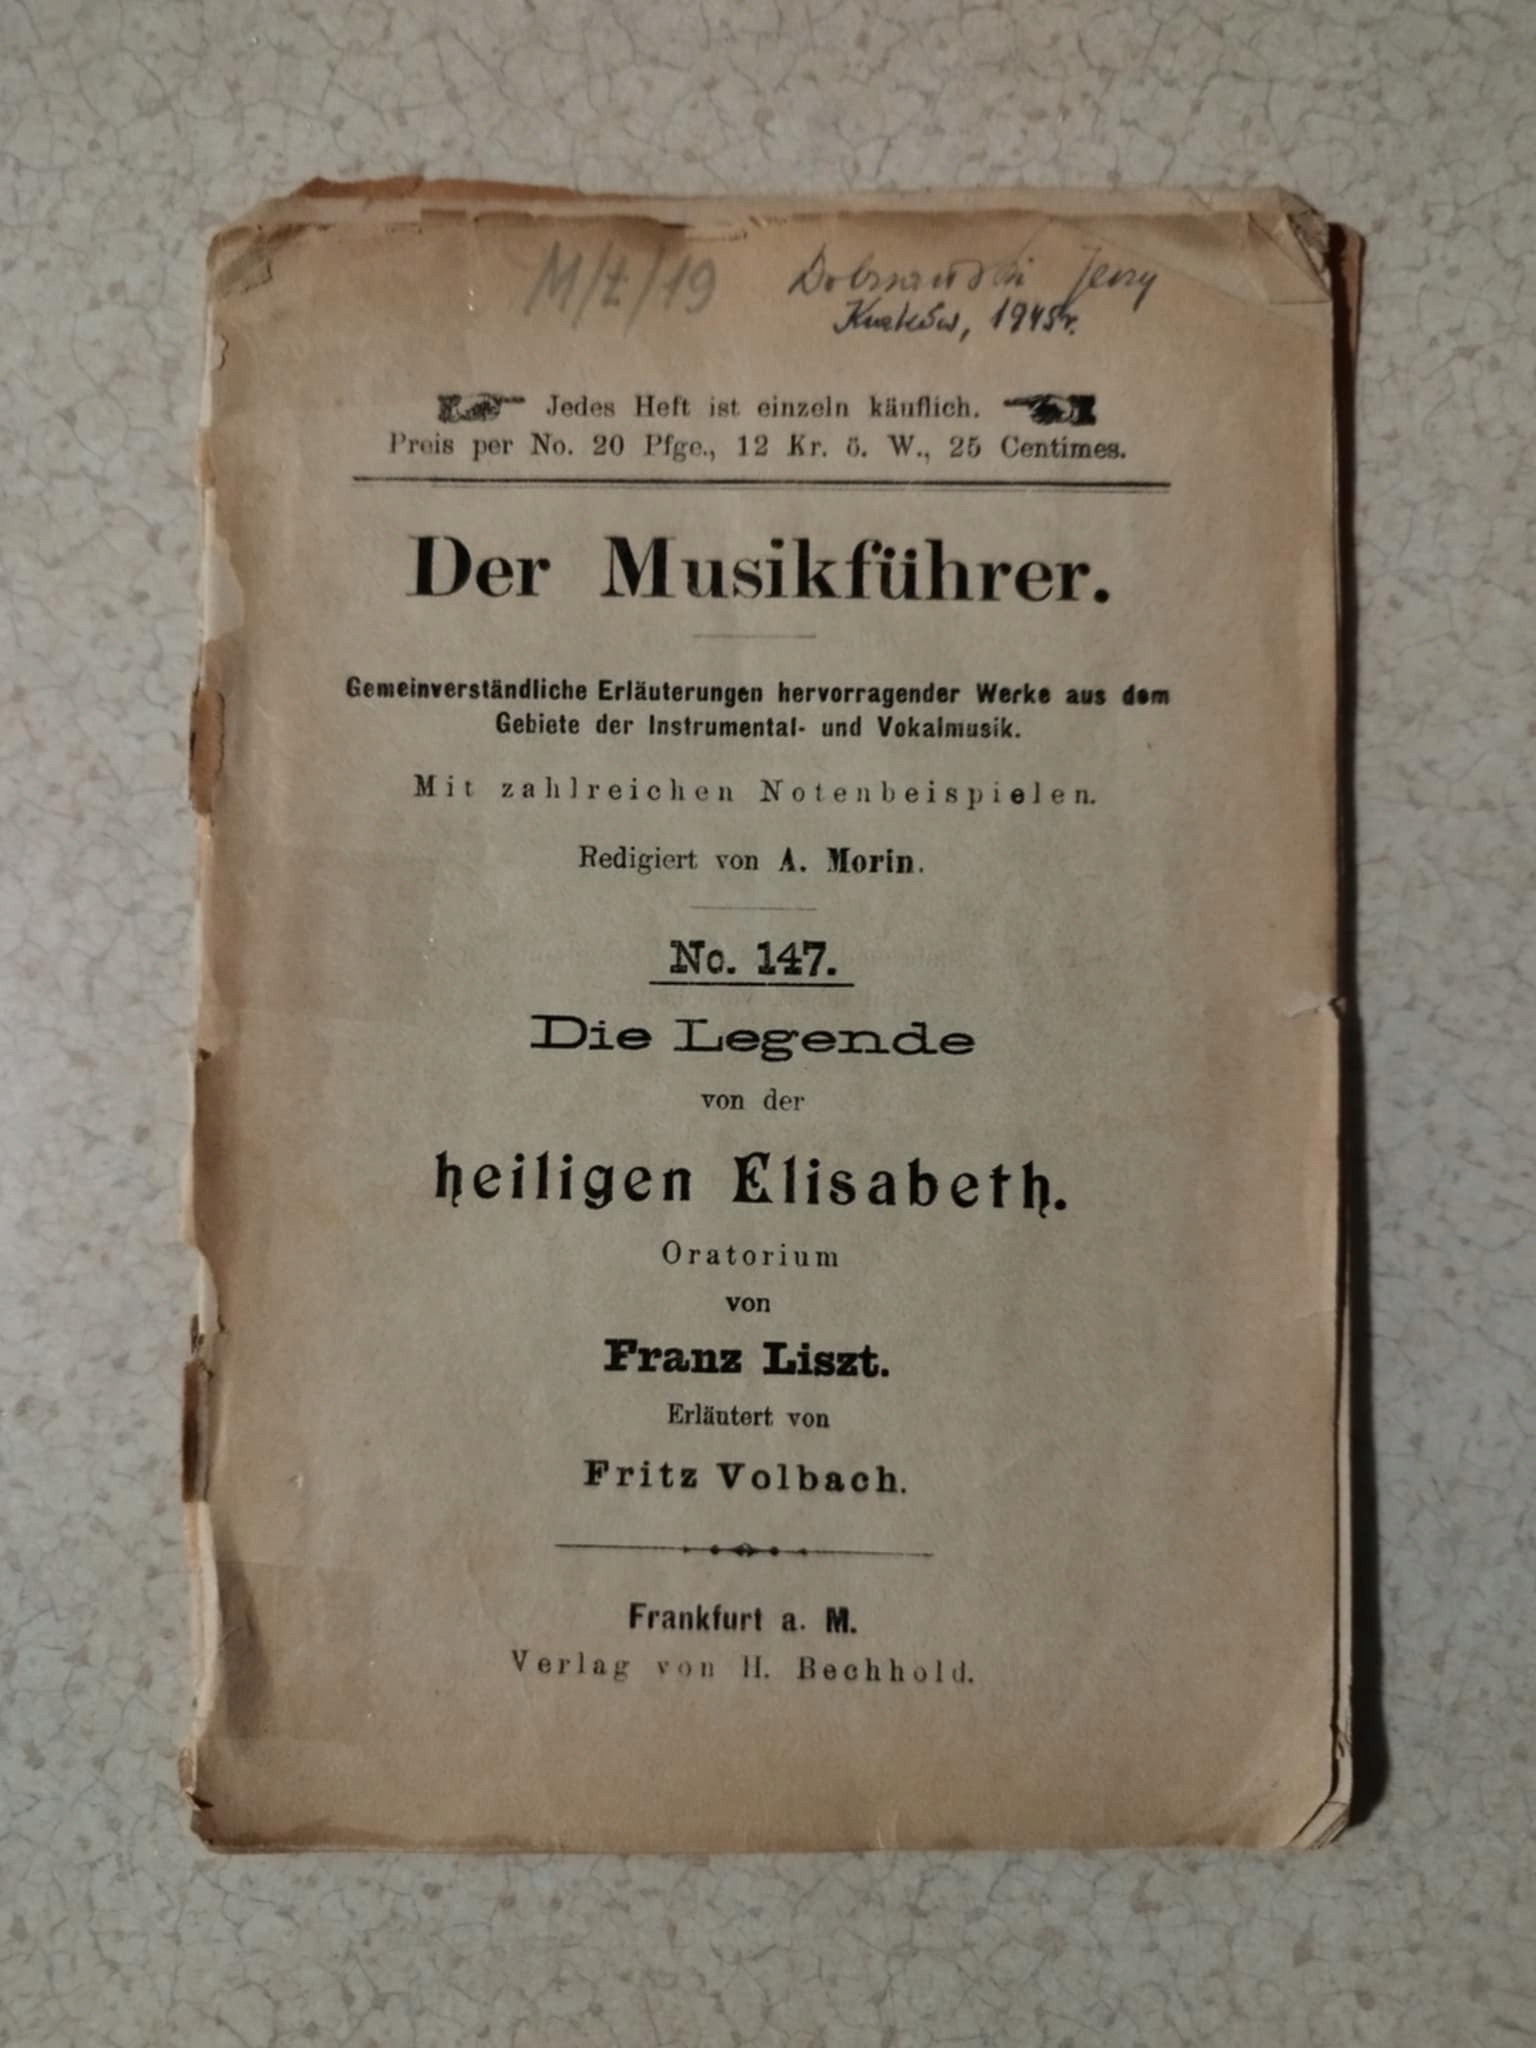 M/Ł/19
Dobrzański Jerzy
Kraków, 1945r.
Jedes Heft ist einzeln käuflich.
Preis per No. 20 Pfge., 12 Kr. ö. W., 25 Centimes.
Der Musikführer.
Gemeinverständliche Erläuterungen hervorragender Werke aus dem
Gebiete der Instrumental- und Vokalmusik.
Mit zahlreichen Notenbeispielen.
Redigiert von A. Morin.
No. 147.
Die Legende
von der
heiligen Elisabeth.
Oratorium
von
Franz Liszt.
Erläutert von
Fritz Volbach.
Frankfurt a. M.
Verlag von H. Bechhold.